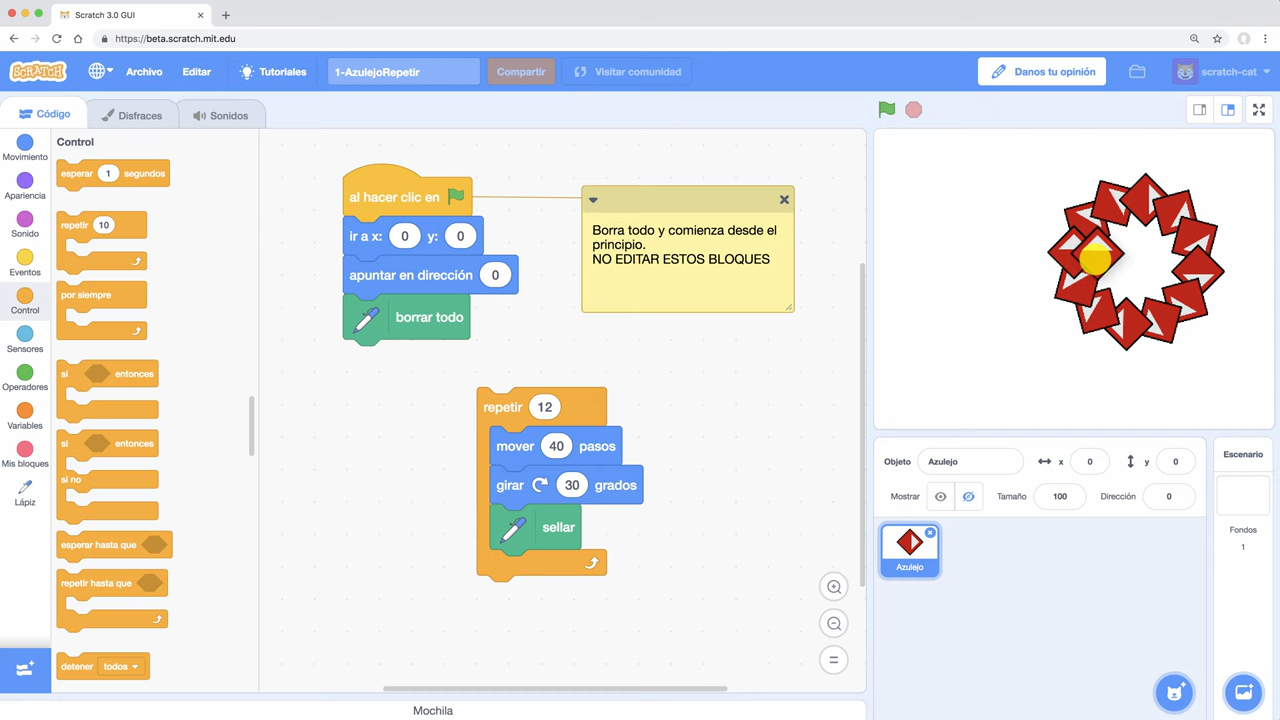 Scratch 3.0 GUI
https://beta.scratch.mit.edu
SCRATCH
Archivo
Editar
Tutoriales
1-AzulejoRepetir
Compartir
Visitar comunidad
Danos tu opinión
scratch-cat
Código
Disfraces
Sonidos
Movimiento
Apariencia
Sonido
Eventos
Control
Sensores
Operadores
Variables
Mis bloques
Lápiz
Control
esperar 1 segundos
repetir 10
por siempre
si entonces
si entonces
si no
esperar hasta que
repetir hasta que
detener todos
al hacer clic en
ir a x: 0 y: 0
apuntar en dirección 0
borrar todo
Borra todo y comienza desde el
principio.
NO EDITAR ESTOS BLOQUES
repetir 12
mover 40 pasos
girar 30 grados
sellar
Mochila
Objeto Azulejo x 0 y 0
Mostrar Tamaño 100 Dirección 0
Azulejo
Escenario
Fondos
1